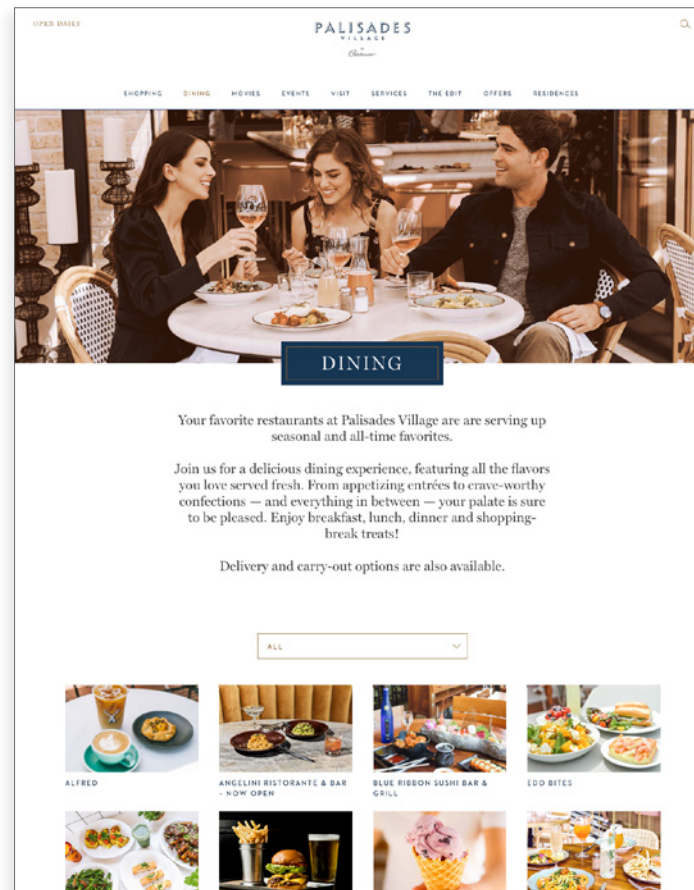 OPEN DAILY
PALISADES
VILLAGE
by
Caruso
SHOPPING DINING MOVIES EVENTS VISIT SERVICES THE EDIT OFFERS RESIDENCES
DINING
Your favorite restaurants at Palisades Village are are serving up
seasonal and all-time favorites.
Join us for a delicious dining experience, featuring all the flavors
you love served fresh. From appetizing entrées to crave-worthy
confections — and everything in between — your palate is sure
to be pleased. Enjoy breakfast, lunch, dinner and shopping-
break treats!
Delivery and carry-out options are also available.
ALL
ALFRED
ANGELINI RISTORANTE & BAR
- NOW OPEN
BLUE RIBBON SUSHI BAR &
GRILL
EDO BITES